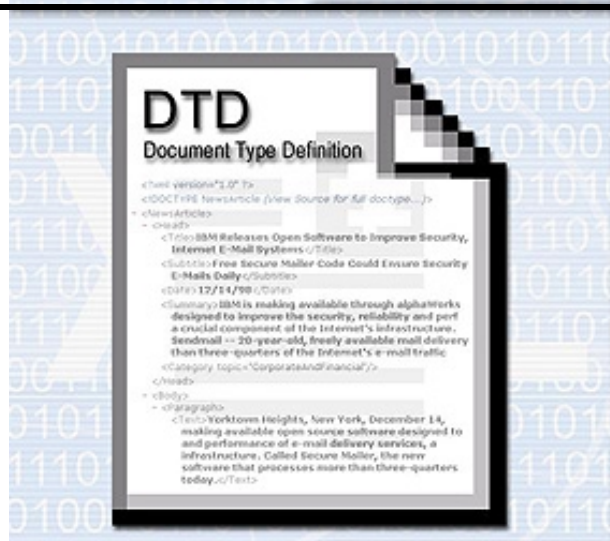 DTD
Document Type Definition
<?xml version="1.0" ?>
<!DOCTYPE NewsArticle (View Source for full doctype...)>
- <NewsArticle>
- <Head>
<Title>IBM Releases Open Software to Improve Security,
Internet E-Mail Systems</Title>
<Subtitle>Free Secure Mailer Code Could Ensure Security
E-Mails Daily</Subtitle>
<Date>12/14/98</Date>
<Summary>IBM is making available through alphaWorks
designed to improve the security, reliability and perf
a crucial component of the Internet's infrastructure.
Sendmail -- 20-year-old, freely available mail delivery
than three-quarters of the Internet's e-mail traffic
<Category topic="CorporateAndFinancial"/>
</Head>
- <Body>
- <Paragraph>
<Text>Yorktown Heights, New York, December 14,
making available open source software designed to
and performance of e-mail delivery services, a
infrastructure. Called Secure Mailer, the new
software that processes more than three-quarters
today.</Text>